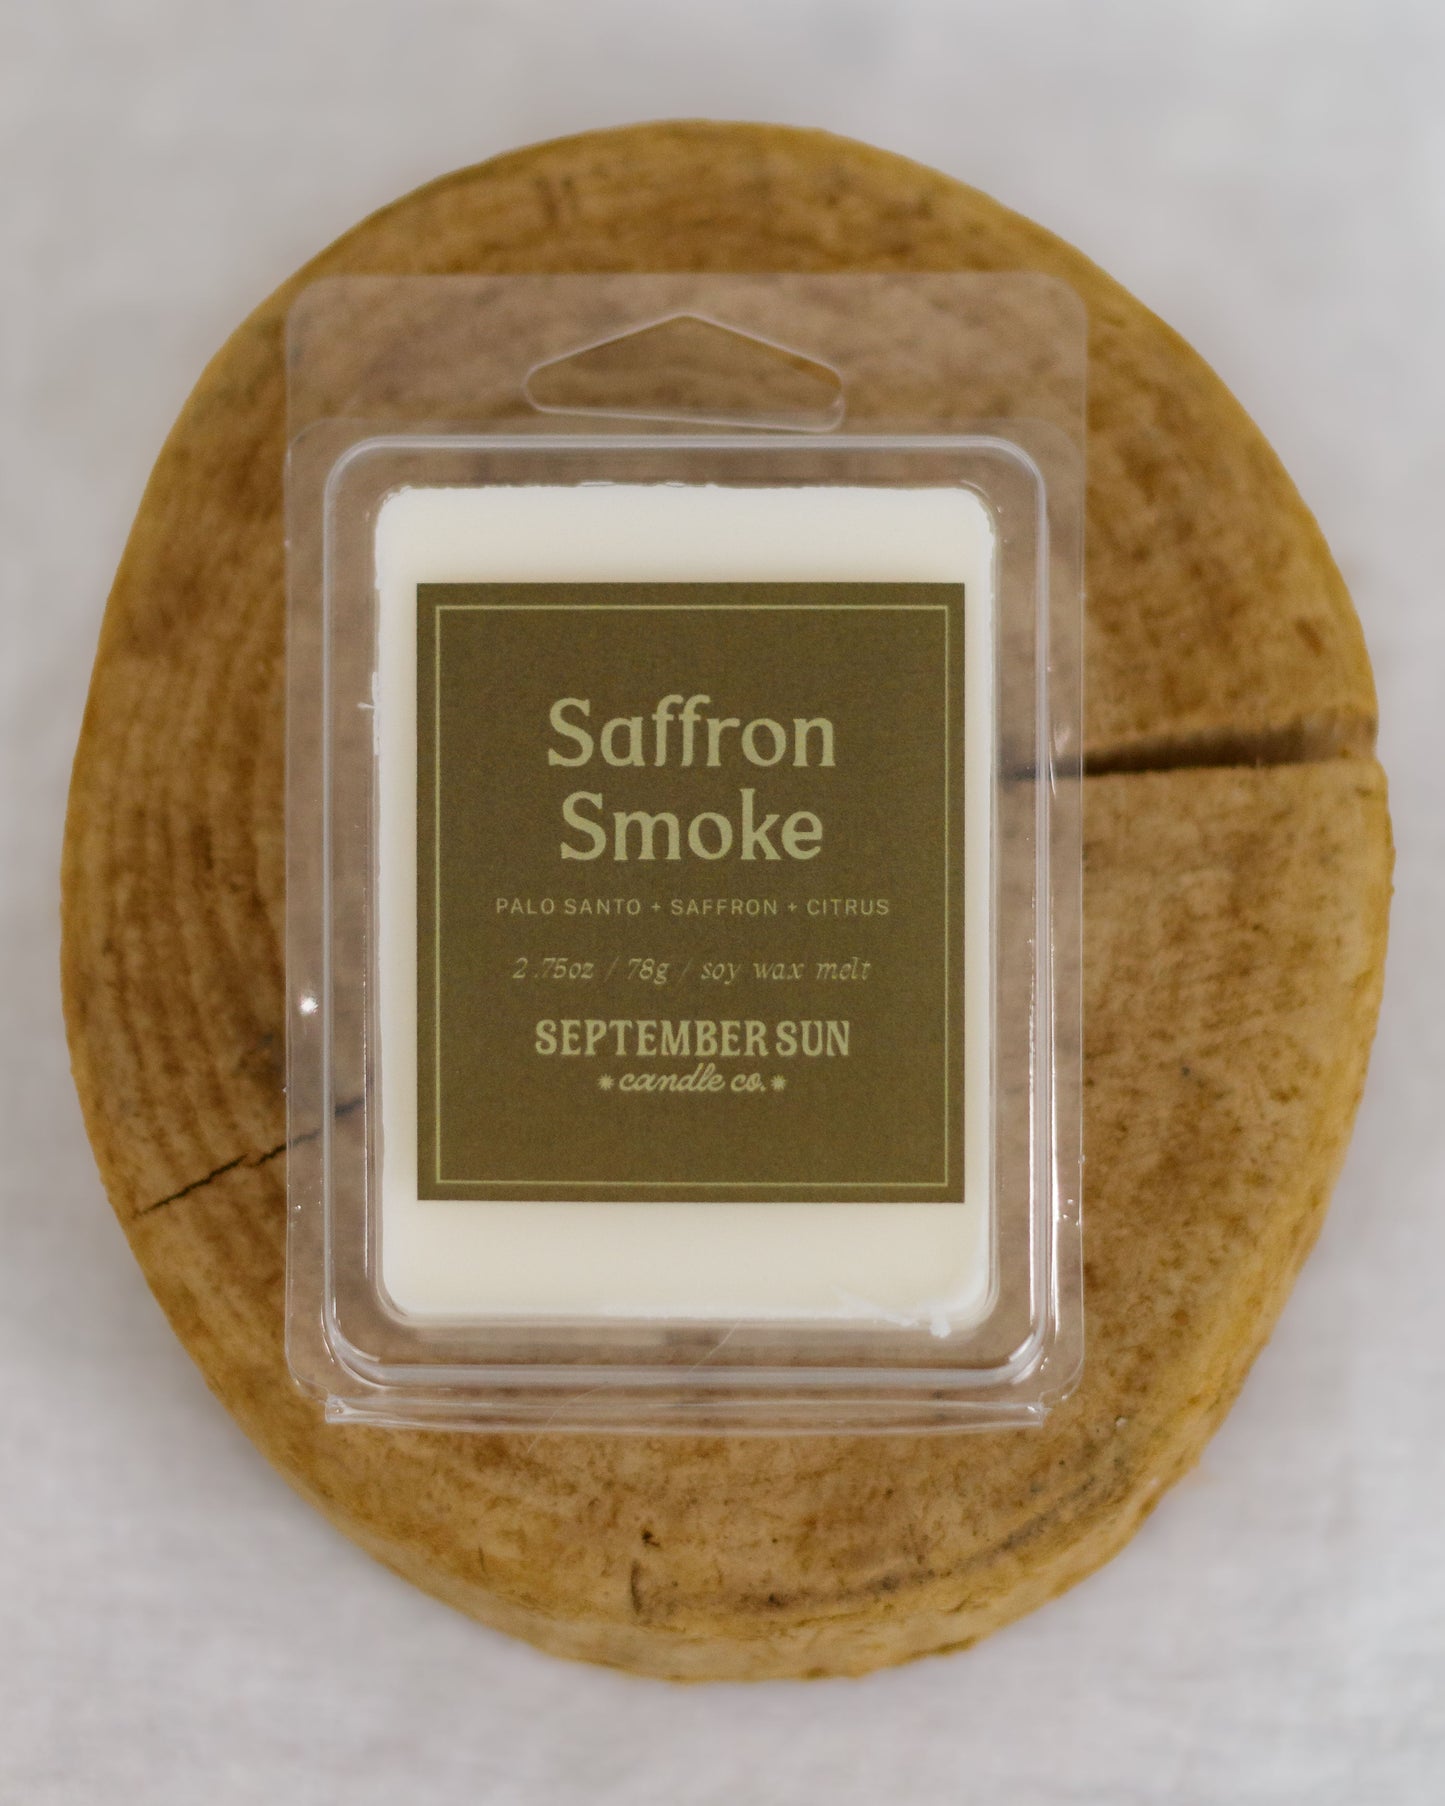 Saffron
Smoke
PALO SANTO + SAFFRON + CITRUS
2.75oz / 78g / soy wax melt
SEPTEMBER SUN
candle co.